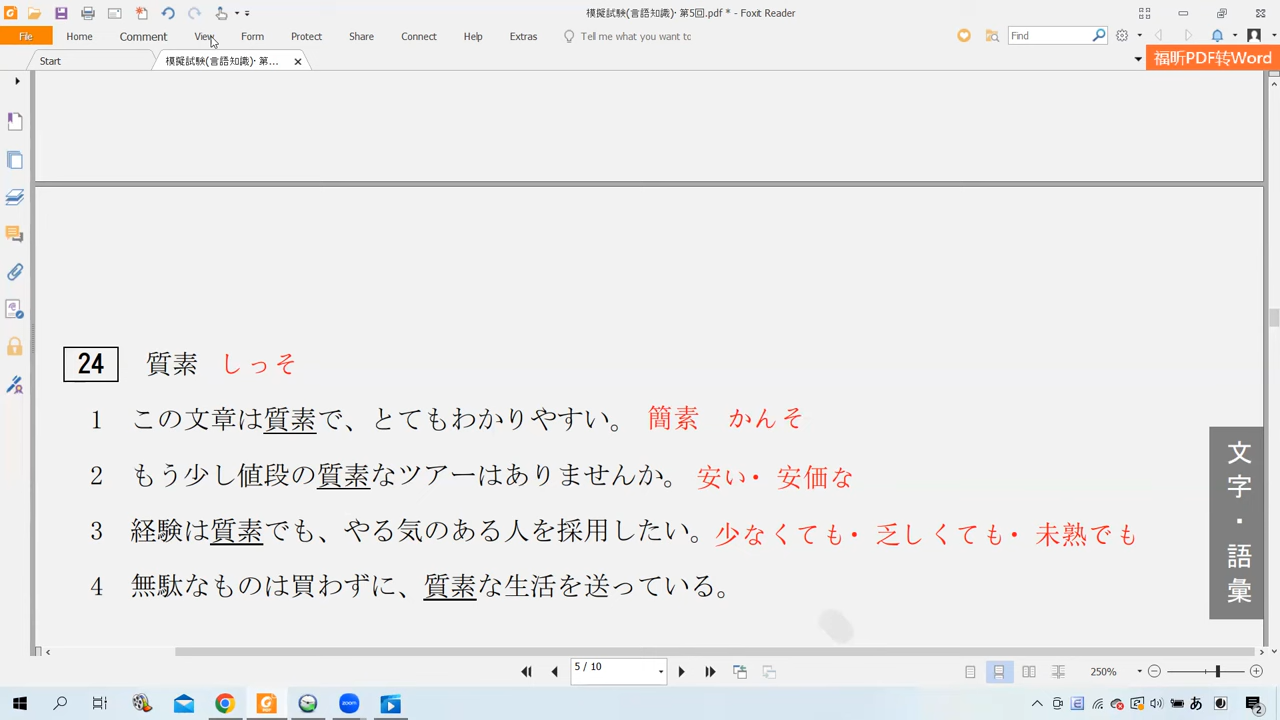 模擬試験(言語知識)· 第5回.pdf * - Foxit Reader
File Home Comment View Form Protect Share Connect Help Extras Tell me what you want to Find
Start 模擬試験(言語知識)· 第... 福昕PDF转Word
24 質素 しっそ
1 この文章は質素で、とてもわかりやすい。 簡素 かんそ
2 もう少し値段の質素なツアーはありませんか。 安い・ 安価な
3 経験は質素でも、やる気のある人を採用したい。 少なくても・ 乏しくても・ 未熟でも
4 無駄なものは買わずに、質素な生活を送っている。
文字・語彙
5 / 10 250%
zoom あ 2